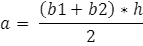 a = (b1 + b2) * h / 2